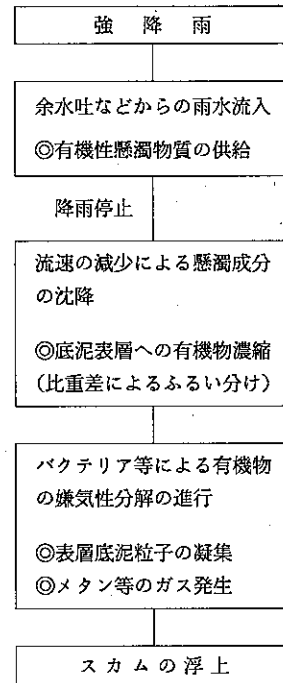 強降雨
余水吐などからの雨水流入
◎有機性懸濁物質の供給
降雨停止
流速の減少による懸濁成分
の沈降
◎底泥表層への有機物濃縮
(比重差によるふるい分け)
バクテリア等による有機物
の嫌気性分解の進行
◎表層底泥粒子の凝集
◎メタン等のガス発生
スカムの浮上